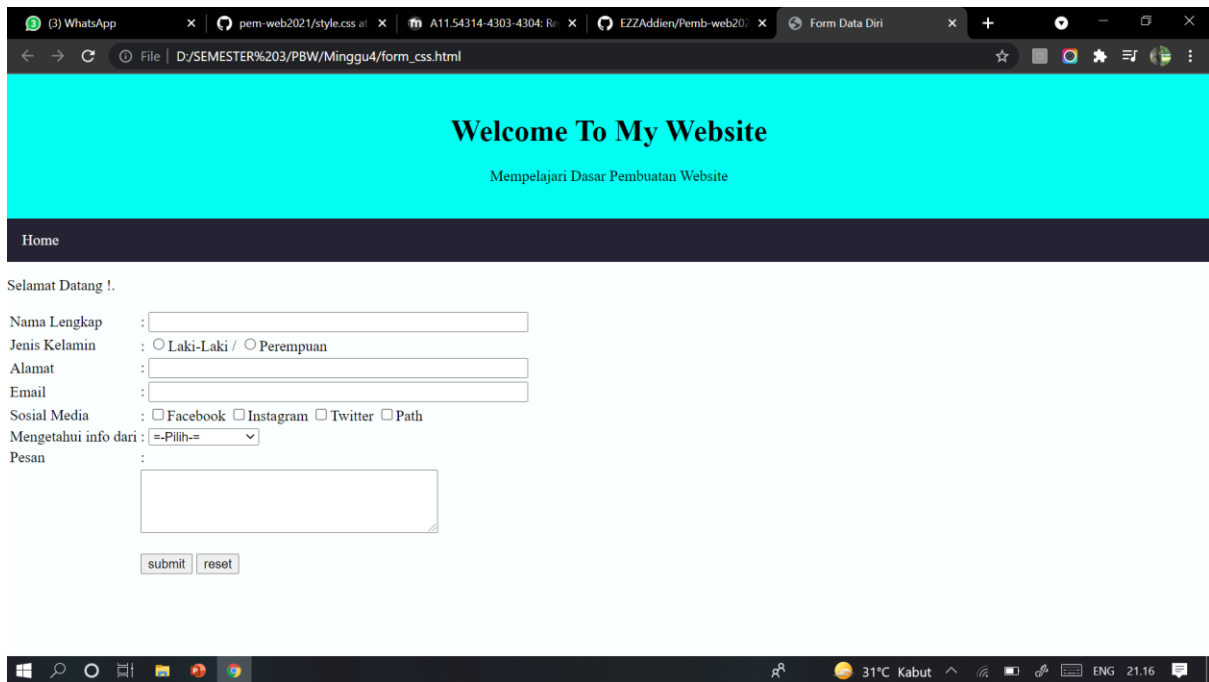 (3) WhatsApp
pem-web2021/style.css at
A11.54314-4303-4304: Re
EZZAddien/Pemb-web202
Form Data Diri
File | D:/SEMESTER%203/PBW/Minggu4/form_css.html
Welcome To My Website
Mempelajari Dasar Pembuatan Website
Home
Selamat Datang !.
Nama Lengkap :
Jenis Kelamin : Laki-Laki / Perempuan
Alamat :
Email :
Sosial Media : Facebook Instagram Twitter Path
Mengetahui info dari : =-Pilih-=
Pesan :
submit reset
31°C Kabut ENG 21.16